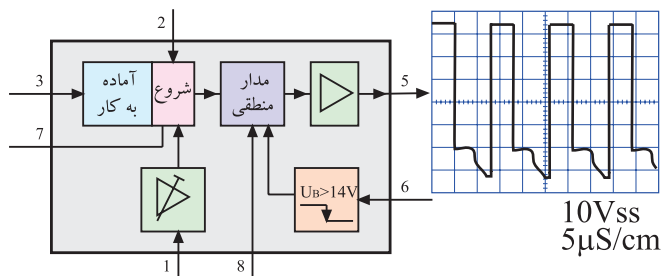 2
3
آماده
به کار
شروع
مدار
منطقی
5
7
UB>14V
6
1
8
10Vss
5µS/cm